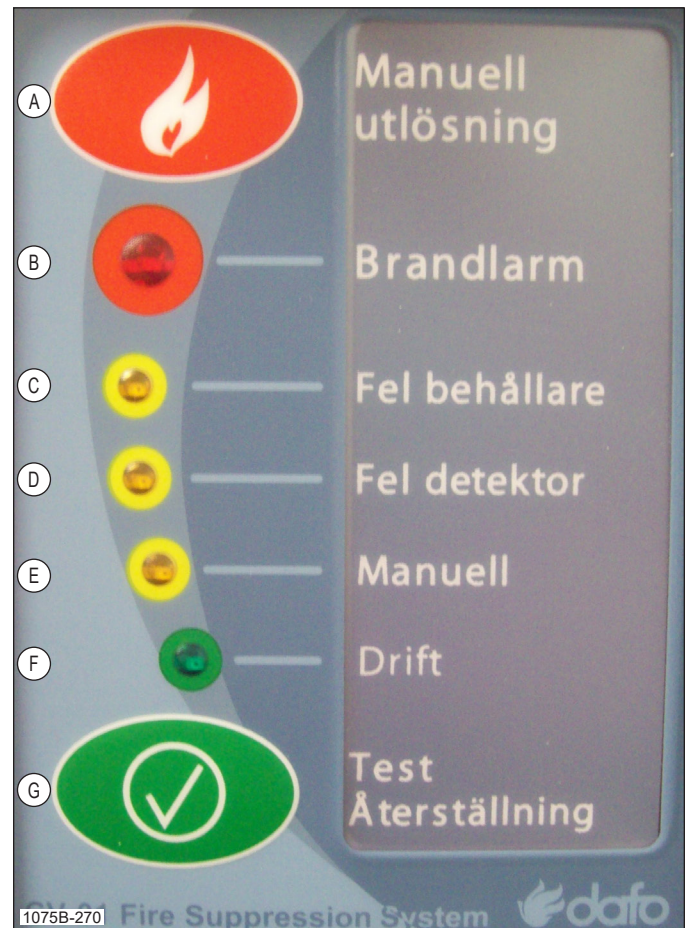 A
Manuell
utlösning
B
Brandlarm
C
Fel behållare
D
Fel detektor
E
Manuell
F
Drift
G
Test
Återställning
1075B-270 Fire Suppression System dafo